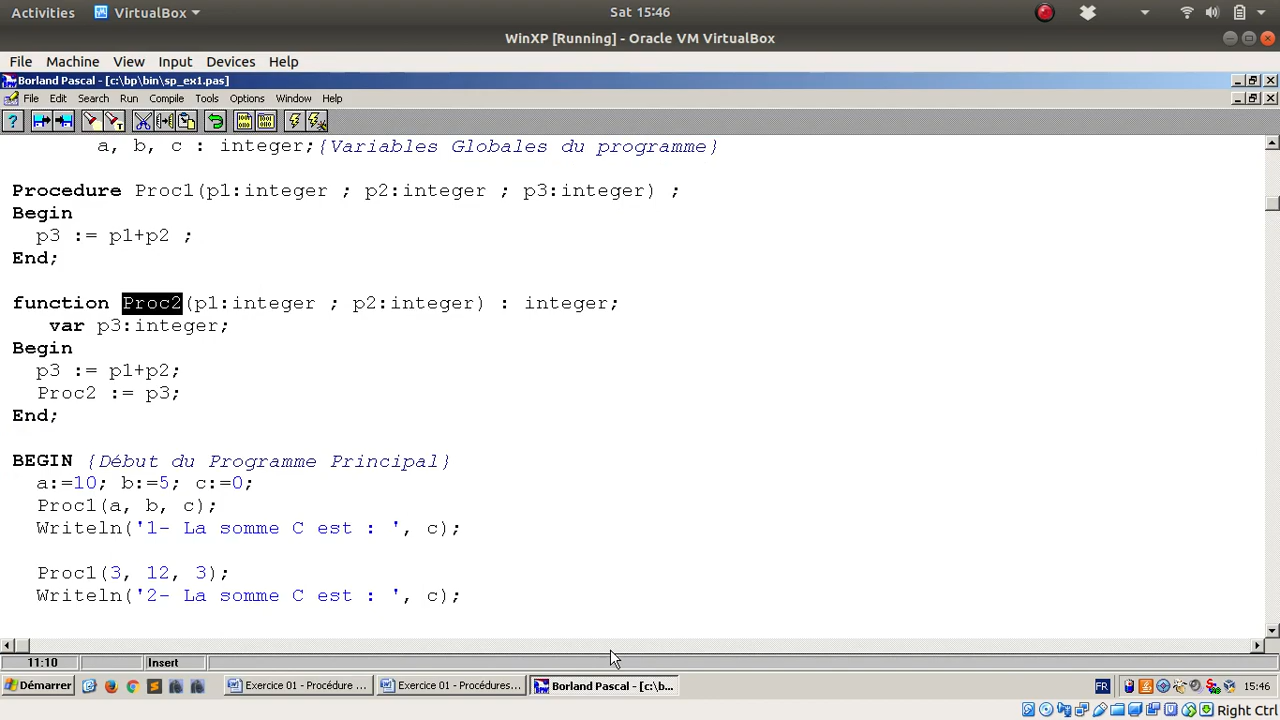 Activities VirtualBox Sat 15:46
WinXP [Running] - Oracle VM VirtualBox
File Machine View Input Devices Help
Borland Pascal - [c:\bp\bin\sp_ex1.pas]
File Edit Search Run Compile Tools Options Window Help
a, b, c : integer;{Variables Globales du programme}
Procedure Proc1(p1:integer ; p2:integer ; p3:integer) ;
Begin
p3 := p1+p2 ;
End;
function Proc2(p1:integer ; p2:integer) : integer;
var p3:integer;
Begin
p3 := p1+p2;
Proc2 := p3;
End;
BEGIN {Début du Programme Principal}
a:=10; b:=5; c:=0;
Proc1(a, b, c);
Writeln('1- La somme C est : ', c);
Proc1(3, 12, 3);
Writeln('2- La somme C est : ', c);
11:10 Insert
Démarrer Exercice 01 - Procédure ... Exercice 01 - Procédures... Borland Pascal - [c:\b... FR 15:46
Right Ctrl